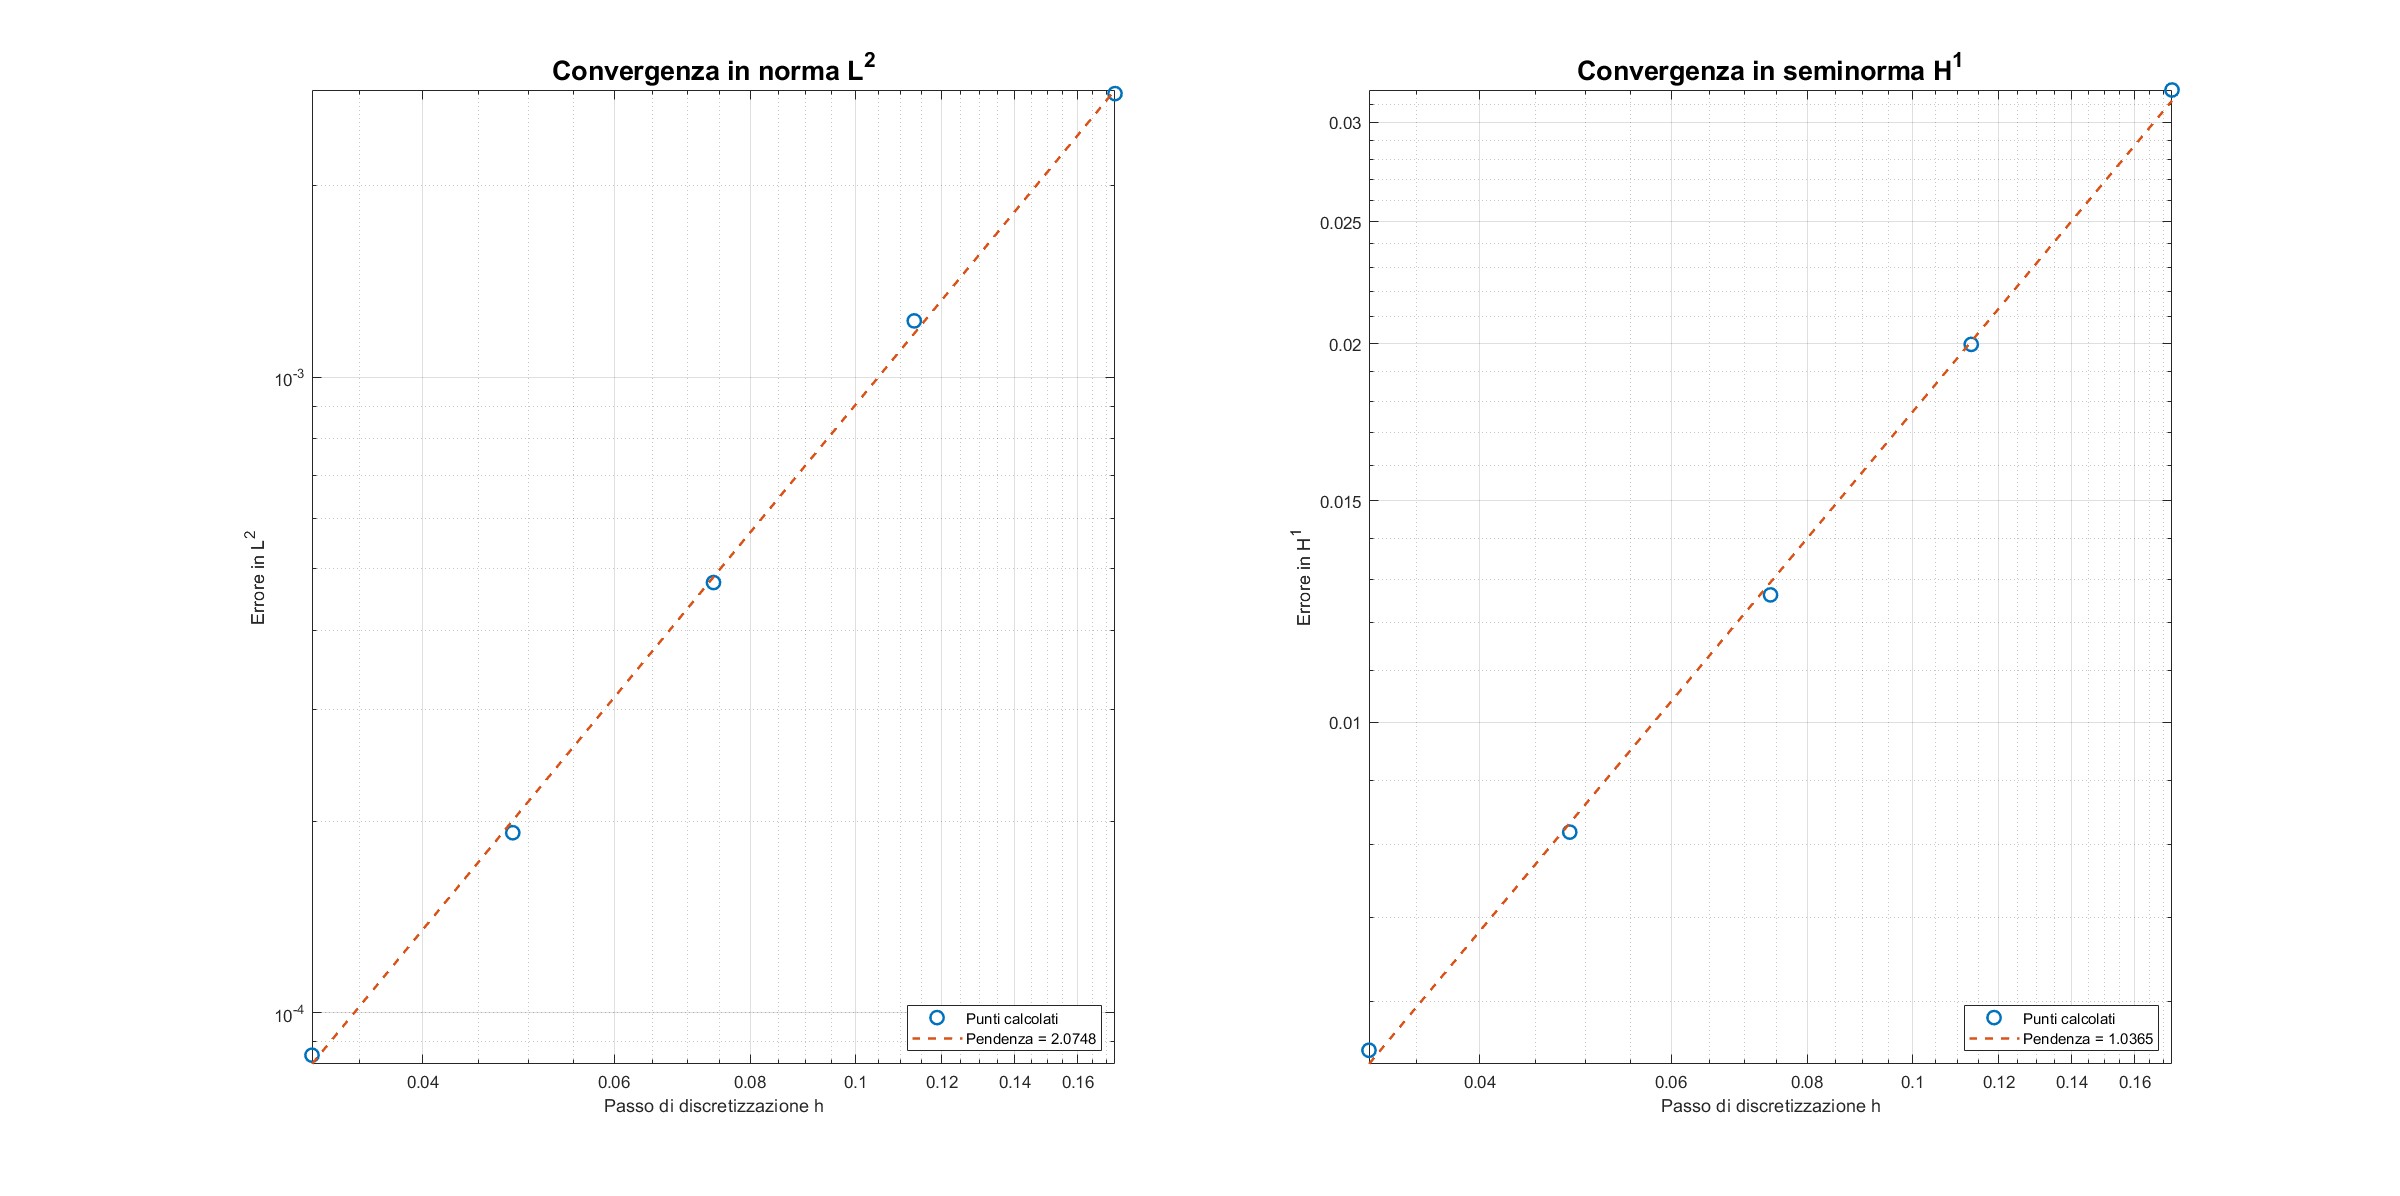 Convergenza in norma L²
Errore in L²
10⁻³
10⁻⁴
0.04 0.06 0.08 0.1 0.12 0.14 0.16
Passo di discretizzazione h
Punti calcolati
Pendenza = 2.0748
Convergenza in seminorma H¹
Errore in H¹
0.03
0.025
0.02
0.015
0.01
0.04 0.06 0.08 0.1 0.12 0.14 0.16
Passo di discretizzazione h
Punti calcolati
Pendenza = 1.0365